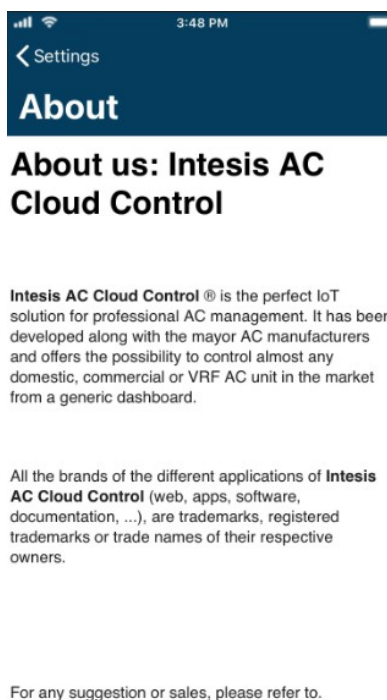 3:48 PM
Settings
About
About us: Intesis AC
Cloud Control
Intesis AC Cloud Control ® is the perfect IoT
solution for professional AC management. It has been
developed along with the mayor AC manufacturers
and offers the possibility to control almost any
domestic, commercial or VRF AC unit in the market
from a generic dashboard.
All the brands of the different applications of Intesis
AC Cloud Control (web, apps, software,
documentation, ...), are trademarks, registered
trademarks or trade names of their respective
owners.
For any suggestion or sales, please refer to.